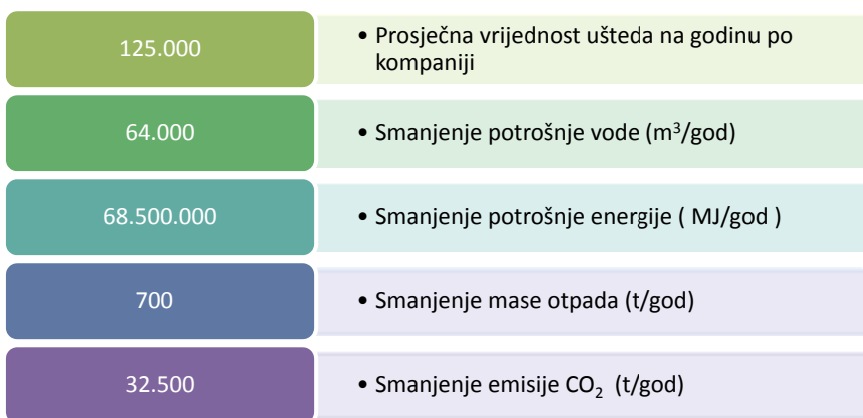 125.000
• Prosječna vrijednost ušteda na godinu po
kompaniji
64.000
• Smanjenje potrošnje vode (m³/god)
68.500.000
• Smanjenje potrošnje energije ( MJ/god )
700
• Smanjenje mase otpada (t/god)
32.500
• Smanjenje emisije CO₂ (t/god)